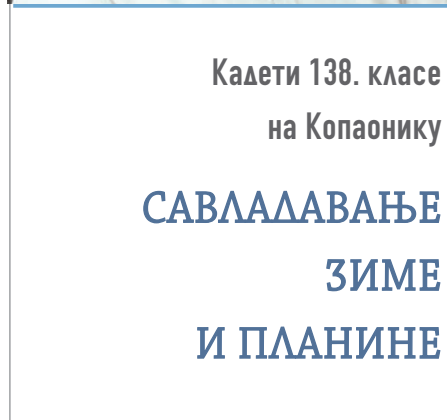 Кадети 138. класе
на Копаонику
САВЛАДАВАЊЕ
ЗИМЕ
И ПЛАНИНЕ